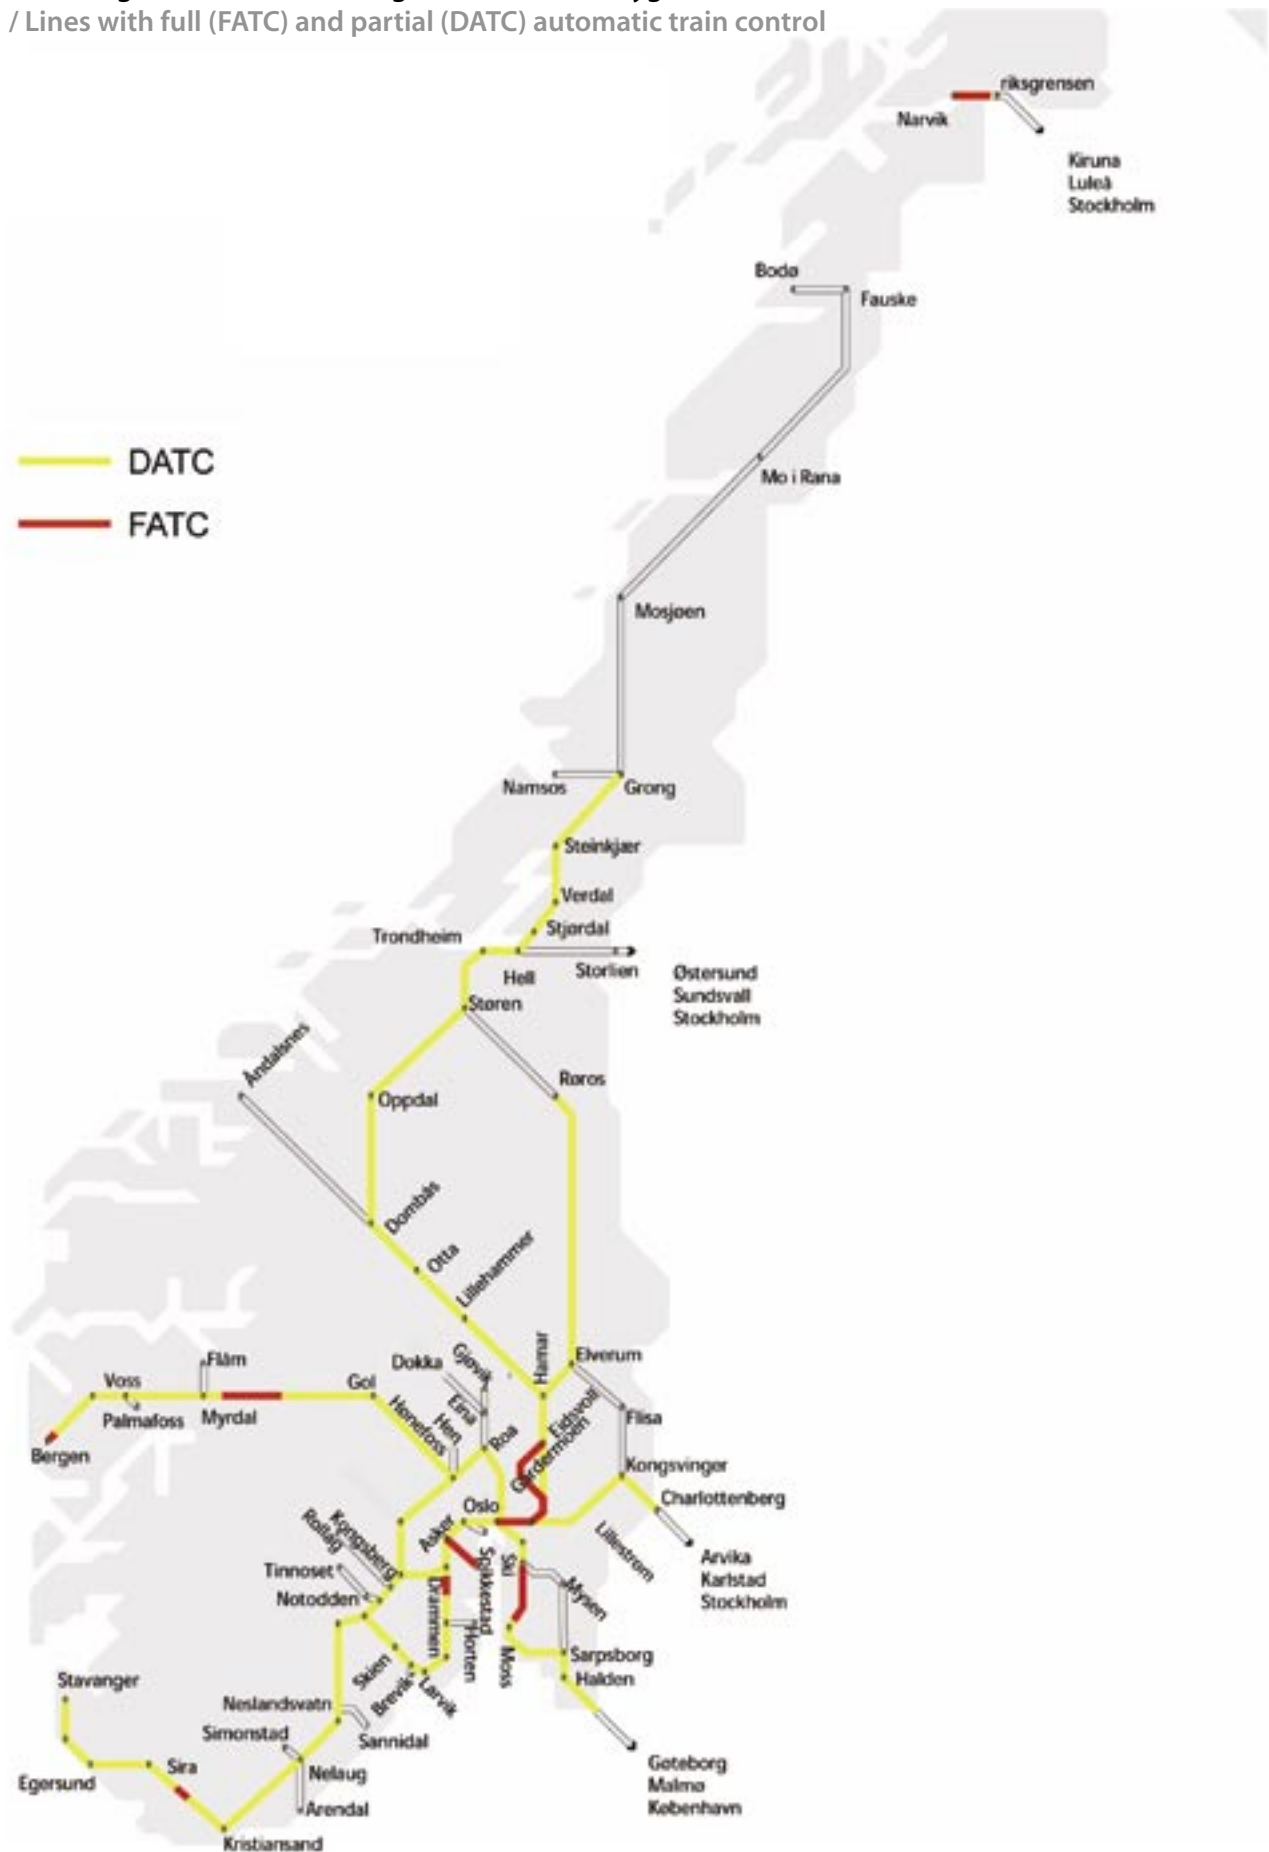 / Lines with full (FATC) and partial (DATC) automatic train control
riksgrensen
Narvik
Kiruna
Luleå
Stockholm
Bodø
Fauske
DATC
Mo i Rana
FATC
Mosjøen
Namsos
Grong
Steinkjær
Verdal
Stjørdal
Trondheim
Hell
Storlien
Østersund
Sundsvall
Stockholm
Støren
Åndalsnes
Røros
Oppdal
Dombås
Otta
Lillehammer
Hamar
Elverum
Flåm
Voss
Gol
Dokka
Gjøvik
Palmafoss
Myrdal
Hønefoss
Hen
Eina
Roa
Eidsvoll
Gardermoen
Flisa
Bergen
Kongsvinger
Charlottenberg
Oslo
Asker
Kongsberg
Rollag
Spikkestad
Ski
Lillestrøm
Arvika
Karlstad
Stockholm
Tinnoset
Notodden
Drammen
Mysen
Horten
Moss
Sarpsborg
Halden
Skien
Brevik
Larvik
Stavanger
Neslandsvatn
Sannidal
Simonstad
Nelaug
Arendal
Sira
Egersund
Kristiansand
Gøteborg
Malmø
København